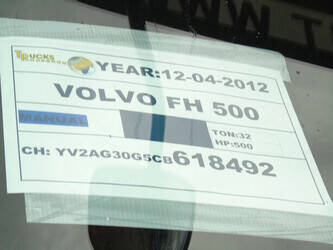 TRUCKS
YEAR:12-04-2012
VOLVO FH 500
MANUAL
TON:32
HP:500
CH: YV2AG30G5CB618492